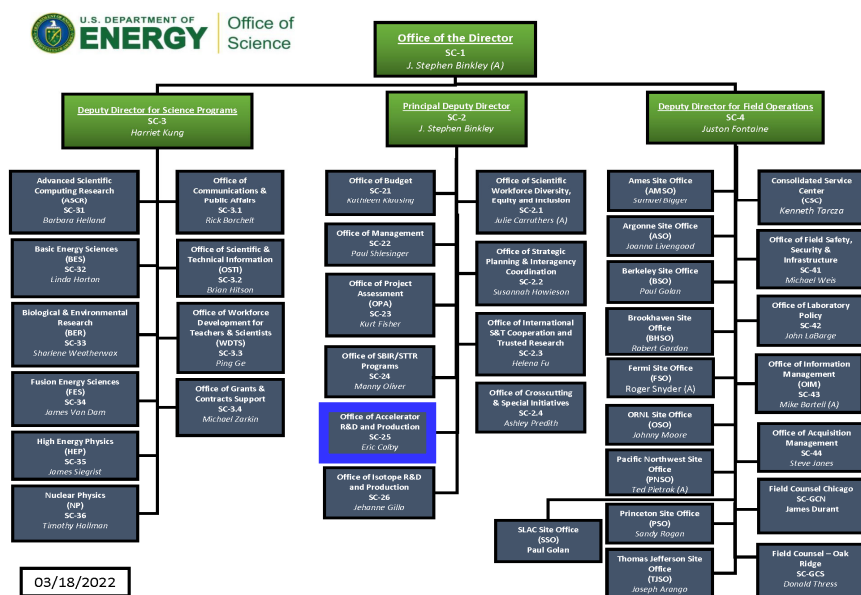 U.S. DEPARTMENT OF
ENERGY
Office of
Science
Office of the Director
SC-1
J. Stephen Binkley (A)
Deputy Director for Science Programs
SC-3
Harriet Kung
Principal Deputy Director
SC-2
J. Stephen Binkley
Deputy Director for Field Operations
SC-4
Juston Fontaine
Advanced Scientific
Computing Research
(ASCR)
SC-31
Barbara Helland
Basic Energy Sciences
(BES)
SC-32
Linda Horton
Biological & Environmental
Research
(BER)
SC-33
Sharlene Weatherwax
Fusion Energy Sciences
(FES)
SC-34
James Van Dam
High Energy Physics
(HEP)
SC-35
James Siegrist
Nuclear Physics
(NP)
SC-36
Timothy Hallman
Office of
Communications &
Public Affairs
SC-3.1
Rick Borchelt
Office of Scientific &
Technical Information
(OSTI)
SC-3.2
Brian Hitson
Office of Workforce
Development for
Teachers & Scientists
(WDTS)
SC-3.3
Ping Ge
Office of Grants &
Contracts Support
SC-3.4
Michael Zarkin
Office of Budget
SC-21
Kathleen Klausing
Office of Management
SC-22
Paul Shlesinger
Office of Project
Assessment
(OPA)
SC-23
Kurt Fisher
Office of SBIR/STTR
Programs
SC-24
Manny Oliver
Office of Accelerator
R&D and Production
SC-25
Eric Colby
Office of Isotope R&D
and Production
SC-26
Jehanne Gillo
Office of Scientific
Workforce Diversity,
Equity and Inclusion
SC-2.1
Julie Carruthers (A)
Office of Strategic
Planning & Interagency
Coordination
SC-2.2
Susannah Howieson
Office of International
S&T Cooperation and
Trusted Research
SC-2.3
Helena Fu
Office of Crosscutting
& Special Initiatives
SC-2.4
Ashley Predith
Ames Site Office
(AMSO)
Samuel Bigger
Argonne Site Office
(ASO)
Joanna Livengood
Berkeley Site Office
(BSO)
Paul Golan
Brookhaven Site
Office
(BHSO)
Robert Gordon
Fermi Site Office
(FSO)
Roger Snyder (A)
ORNL Site Office
(OSO)
Johnny Moore
Pacific Northwest Site
Office
(PNSO)
Ted Pietrok (A)
Princeton Site Office
(PSO)
Sandy Rogan
SLAC Site Office
(SSO)
Paul Golan
Thomas Jefferson Site
Office
(TJSO)
Joseph Arango
Consolidated Service
Center
(CSC)
Kenneth Tarcza
Office of Field Safety,
Security &
Infrastructure
SC-41
Michael Weis
Office of Laboratory
Policy
SC-42
John LaBarge
Office of Information
Management
(OIM)
SC-43
Mike Bartell (A)
Office of Acquisition
Management
SC-44
Steve Jones
Field Counsel Chicago
SC-GCN
James Durant
Field Counsel – Oak
Ridge
SC-GCS
Donald Thress
03/18/2022